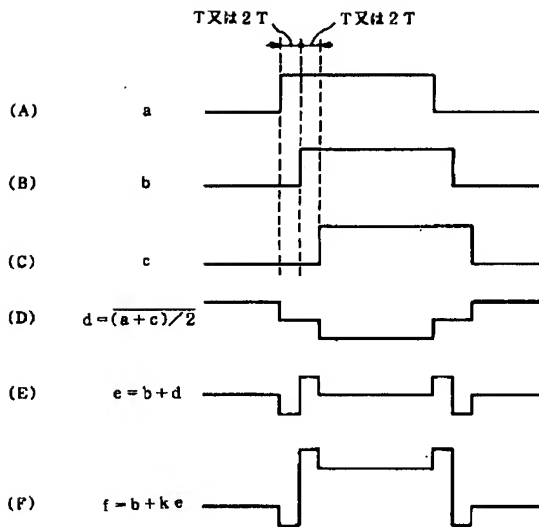 T又は2T T又は2T
(A) a
(B) b
(C) c
(D) d=(a+c)/2
(E) e=b+d
(F) f=b+ke